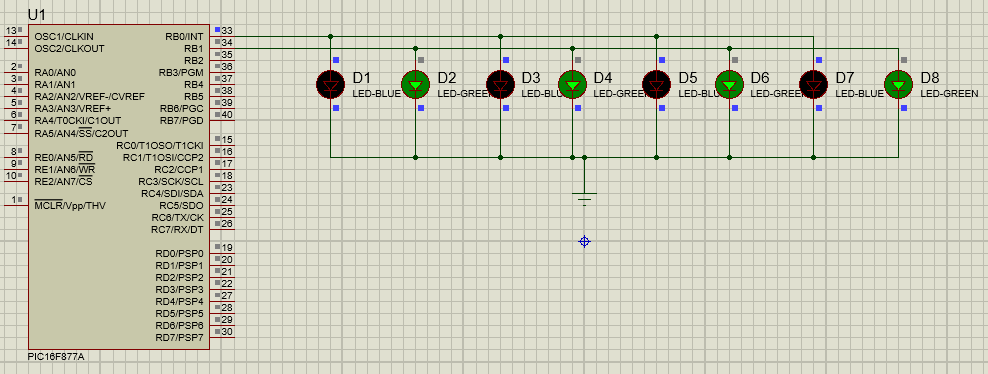 U1
13 OSC1/CLKIN RB0/INT 33
14 OSC2/CLKOUT RB1 34
RB2 35
2 RA0/AN0 RB3/PGM 36
3 RA1/AN1 RB4 37
4 RA2/AN2/VREF-/CVREF RB5 38
5 RA3/AN3/VREF+ RB6/PGC 39
6 RA4/T0CKI/C1OUT RB7/PGD 40
7 RA5/AN4/SS/C2OUT
RC0/T1OSO/T1CKI 15
8 RE0/AN5/RD RC1/T1OSI/CCP2 16
9 RE1/AN6/WR RC2/CCP1 17
10 RE2/AN7/CS RC3/SCK/SCL 18
RC4/SDI/SDA 23
1 MCLR/Vpp/THV RC5/SDO 24
RC6/TX/CK 25
RC7/RX/DT 26
RD0/PSP0 19
RD1/PSP1 20
RD2/PSP2 21
RD3/PSP3 22
RD4/PSP4 27
RD5/PSP5 28
RD6/PSP6 29
RD7/PSP7 30
PIC16F877A
D1 D2 D3 D4 D5 D6 D7 D8
LED-BLUE LED-GREEN LED-BLU LED-GREEN LED-BLU LED-GREE LED-BLUE LED-GREEN